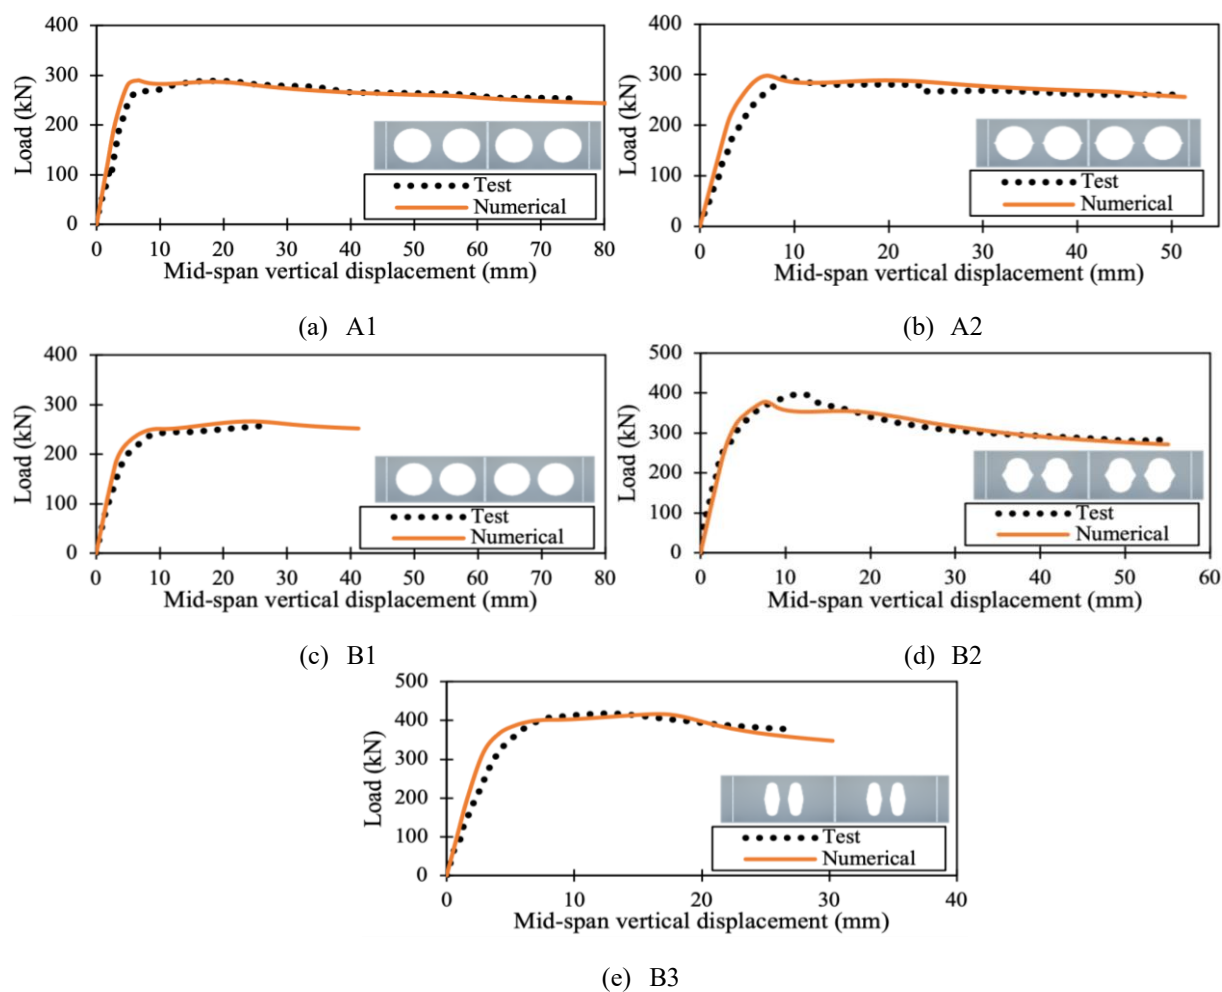 400
300
200
100
0
Load (kN)
Test
Numerical
0 10 20 30 40 50 60 70 80
Mid-span vertical displacement (mm)
(a) A1
400
300
200
100
0
Load (kN)
Test
Numerical
0 10 20 30 40 50
Mid-span vertical displacement (mm)
(b) A2
400
300
200
100
0
Load (kN)
Test
Numerical
0 10 20 30 40 50 60 70 80
Mid-span vertical displacement (mm)
(c) B1
500
400
300
200
100
0
Load (kN)
Test
Numerical
0 10 20 30 40 50 60
Mid-span vertical displacement (mm)
(d) B2
500
400
300
200
100
0
Load (kN)
Test
Numerical
0 10 20 30 40
Mid-span vertical displacement (mm)
(e) B3